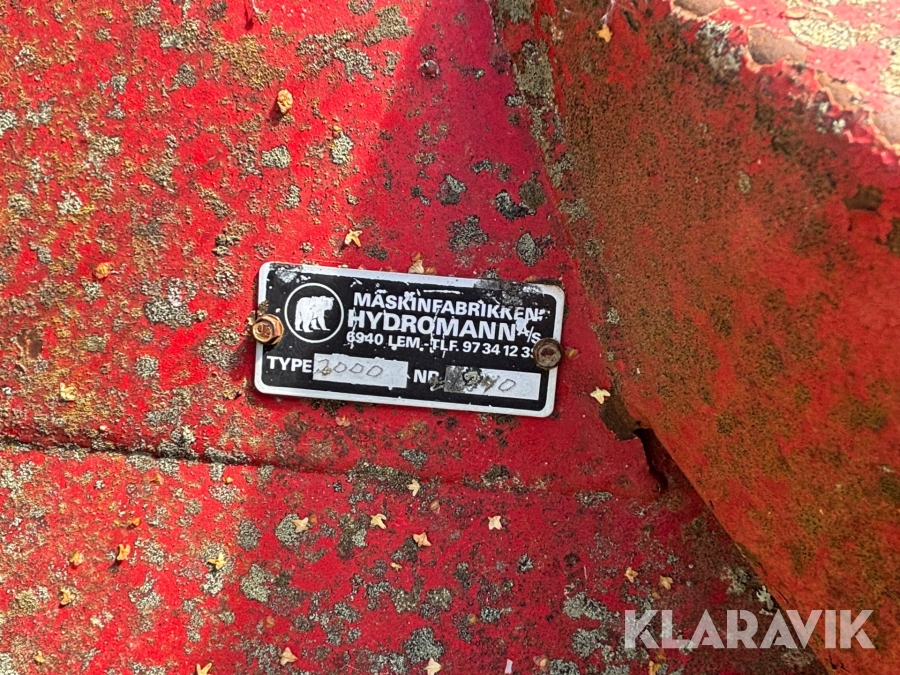 MASKINFABRIKKEN
HYDROMANN A/S
6940 LEM.-TLF. 97 34 12 33
TYPE 2000 NR.
KLARAVIK